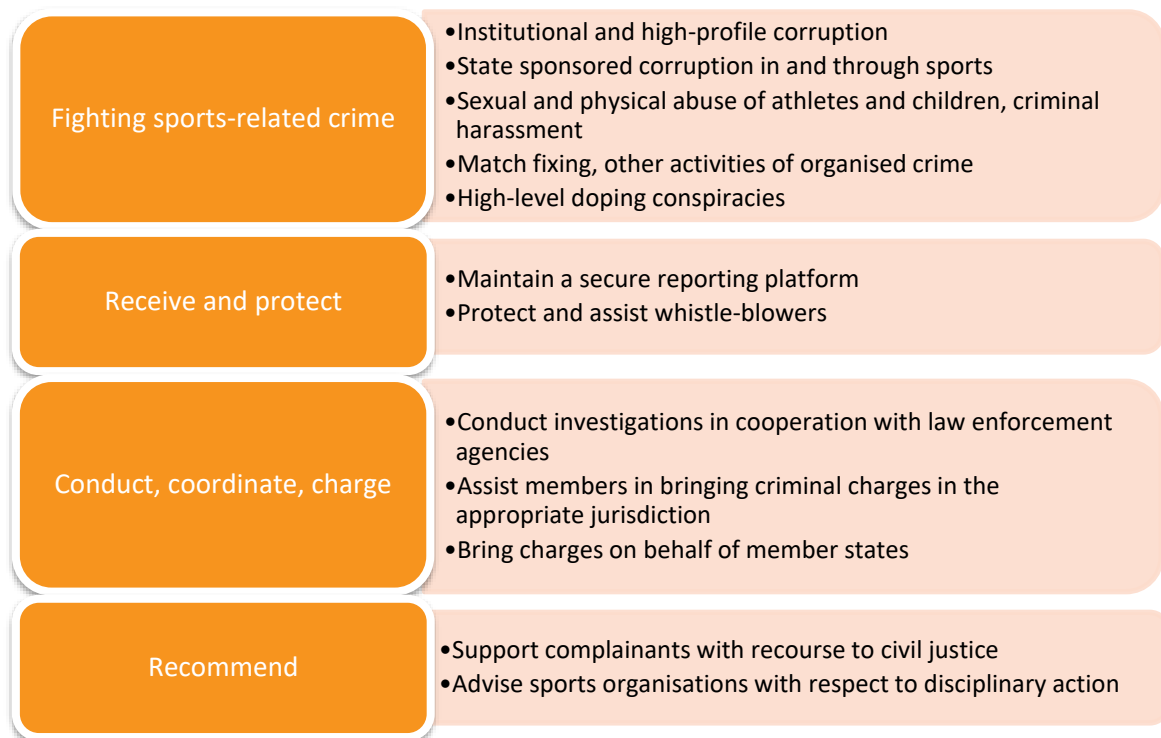 Fighting sports-related crime
•Institutional and high-profile corruption
•State sponsored corruption in and through sports
•Sexual and physical abuse of athletes and children, criminal
harassment
•Match fixing, other activities of organised crime
•High-level doping conspiracies
Receive and protect
•Maintain a secure reporting platform
•Protect and assist whistle-blowers
Conduct, coordinate, charge
•Conduct investigations in cooperation with law enforcement
agencies
•Assist members in bringing criminal charges in the
appropriate jurisdiction
•Bring charges on behalf of member states
Recommend
•Support complainants with recourse to civil justice
•Advise sports organisations with respect to disciplinary action